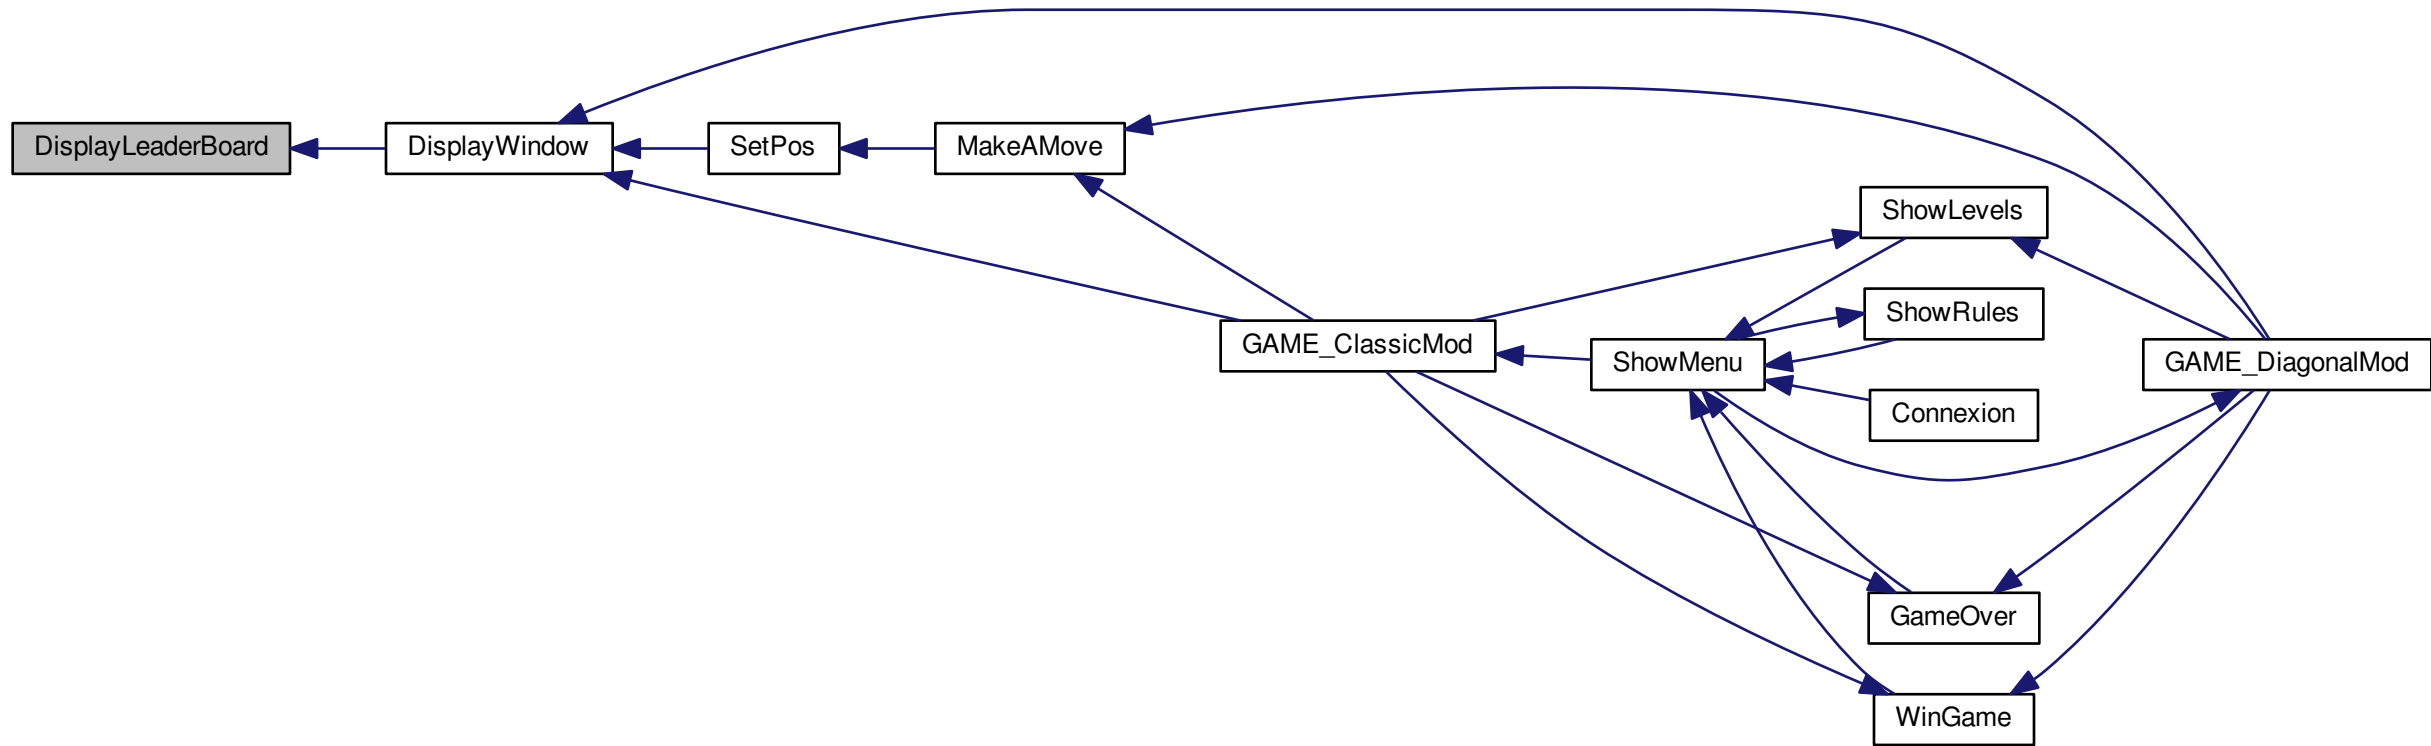 DisplayLeaderBoard
DisplayWindow
SetPos
MakeAMove
ShowLevels
ShowRules
GAME_ClassicMod
ShowMenu
GAME_DiagonalMod
Connexion
GameOver
WinGame